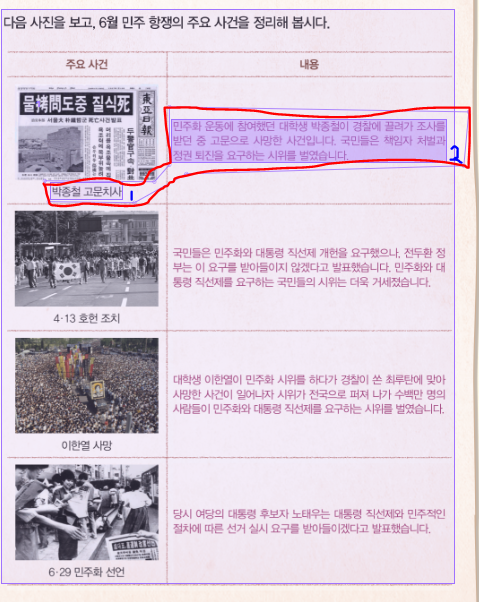 다음 사진을 보고, 6월 민주 항쟁의 주요 사건을 정리해 봅시다.
주요 사건
내용
물拷問 중도 질식死
東亞日報
민주화 운동에 참여했던 대학생 박종철이 경찰에 끌려가 조사를
받던 중 고문으로 사망한 사건입니다. 국민들은 책임자 처벌과
정권 퇴진을 요구하는 시위를 벌였습니다.
2
박종철 고문치사
1
국민들은 민주화와 대통령 직선제 개헌을 요구했으나, 전두환 정
부는 이 요구를 받아들이지 않겠다고 발표했습니다. 민주화와 대
통령 직선제를 요구하는 국민들의 시위는 더욱 거세졌습니다.
4·13 호헌 조치
대학생 이한열이 민주화 시위를 하다가 경찰이 쏜 최루탄에 맞아
사망한 사건이 일어나자 시위가 전국으로 퍼져 나가 수백만 명의
사람들이 민주화와 대통령 직선제를 요구하는 시위를 벌였습니다.
이한열 사망
당시 여당의 대통령 후보자 노태우는 대통령 직선제와 민주적인
절차에 따른 선거 실시 요구를 받아들이겠다고 발표했습니다.
6·29 민주화 선언